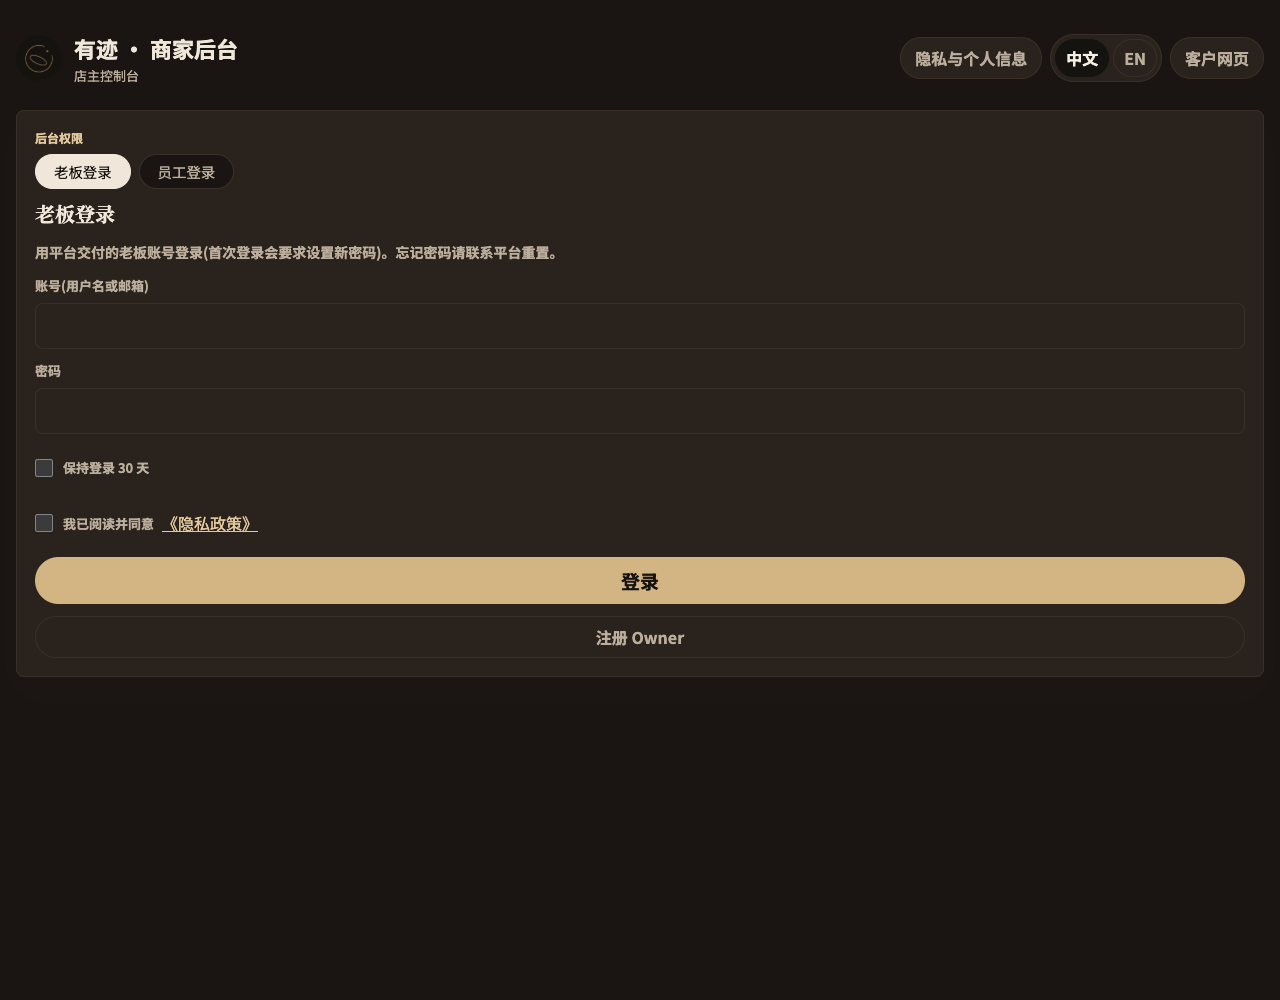 有迹 · 商家后台
店主控制台
隐私与个人信息
中文
EN
客户网页
后台权限
老板登录
员工登录
老板登录
用平台交付的老板账号登录(首次登录会要求设置新密码)。忘记密码请联系平台重置。
账号(用户名或邮箱)
密码
保持登录 30 天
我已阅读并同意 《隐私政策》
登录
注册 Owner